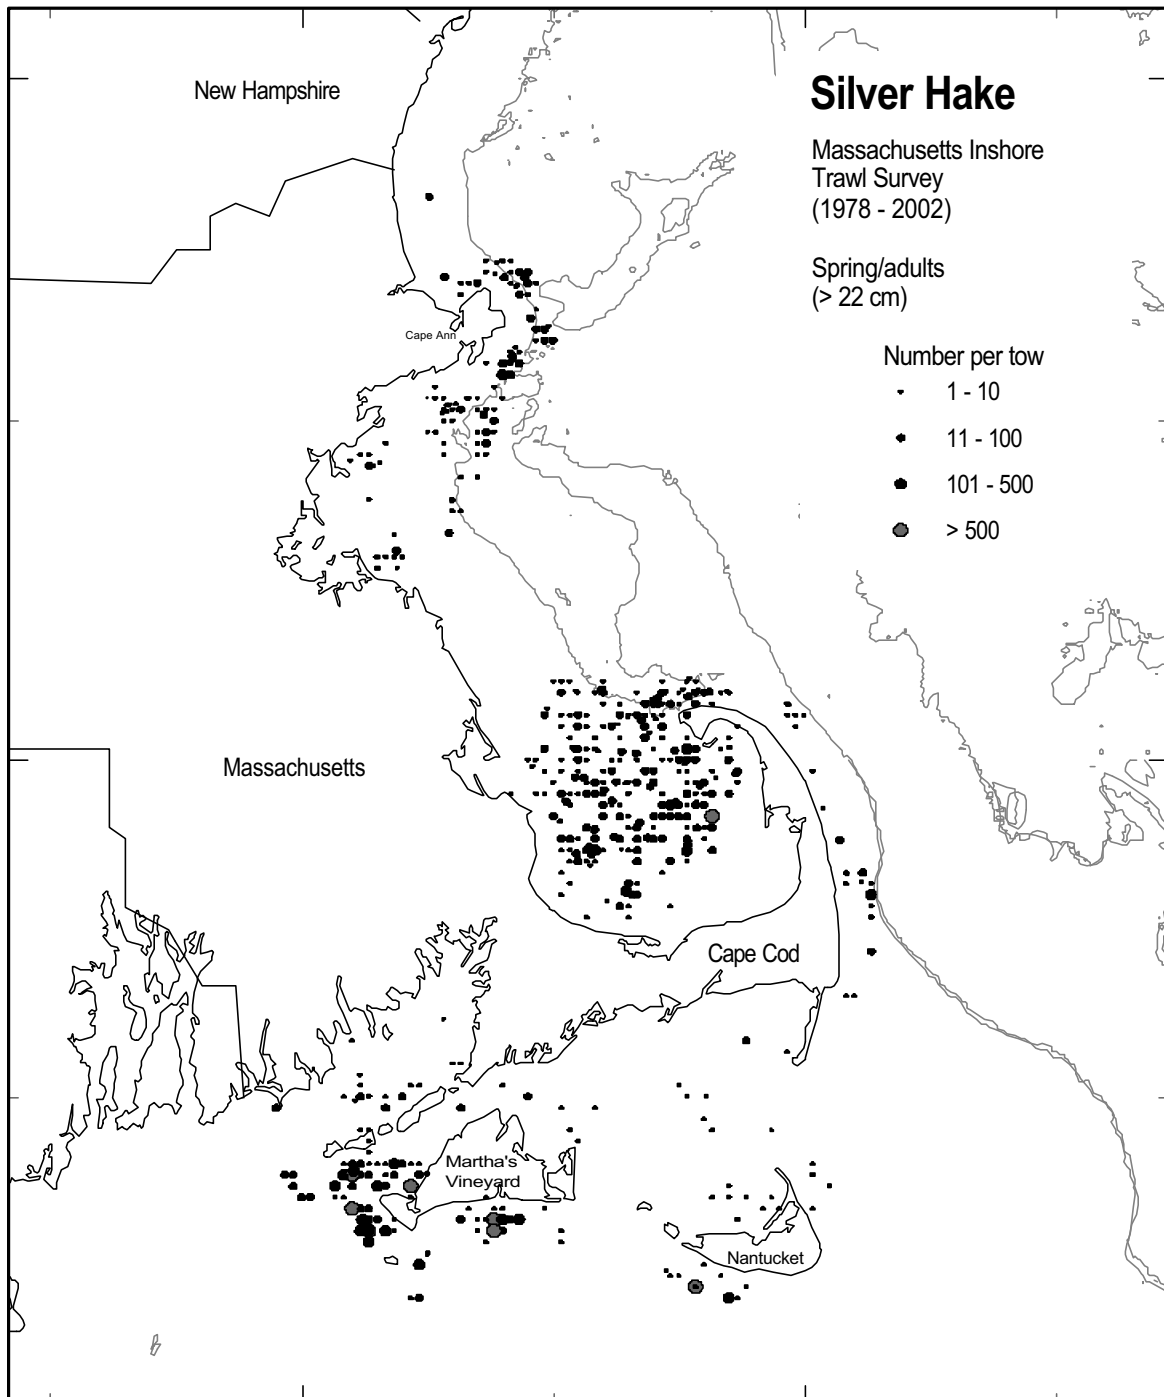 New Hampshire
Silver Hake
Massachusetts Inshore
Trawl Survey
(1978 - 2002)
Spring/adults
(> 22 cm)
Cape Ann
Number per tow
1 - 10
11 - 100
101 - 500
> 500
Massachusetts
Cape Cod
Martha's
Vineyard
Nantucket